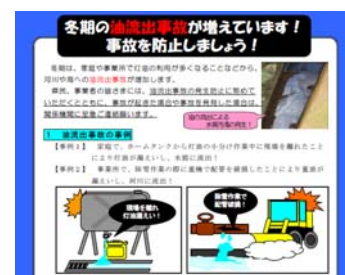 冬期の油流出事故が増えています！
事故を防止しましょう！
冬期は、家庭や事業所で灯油の利用が多くなることなどから、
河川や海への油流出事故が増加します。
県民、事業者の皆さまには、油流出事故の発生防止に努めて
いただくとともに、事故が起きた場合や事故を発見した場合は、
関係機関に至急ご連絡願います。
油の流出による
水質汚濁の発生！
1 油流出事故の事例
【事例1】 家庭で、ホームタンクから灯油の小分け作業中に現場を離れたこと
により灯油が漏えいし、水路に流出！
【事例2】 事業所で、除雪作業の際に重機で配管を破損したことにより重油が
漏えいし、河川に流出！
現場を離れ
灯油漏えい！
除雪作業で
配管破損！